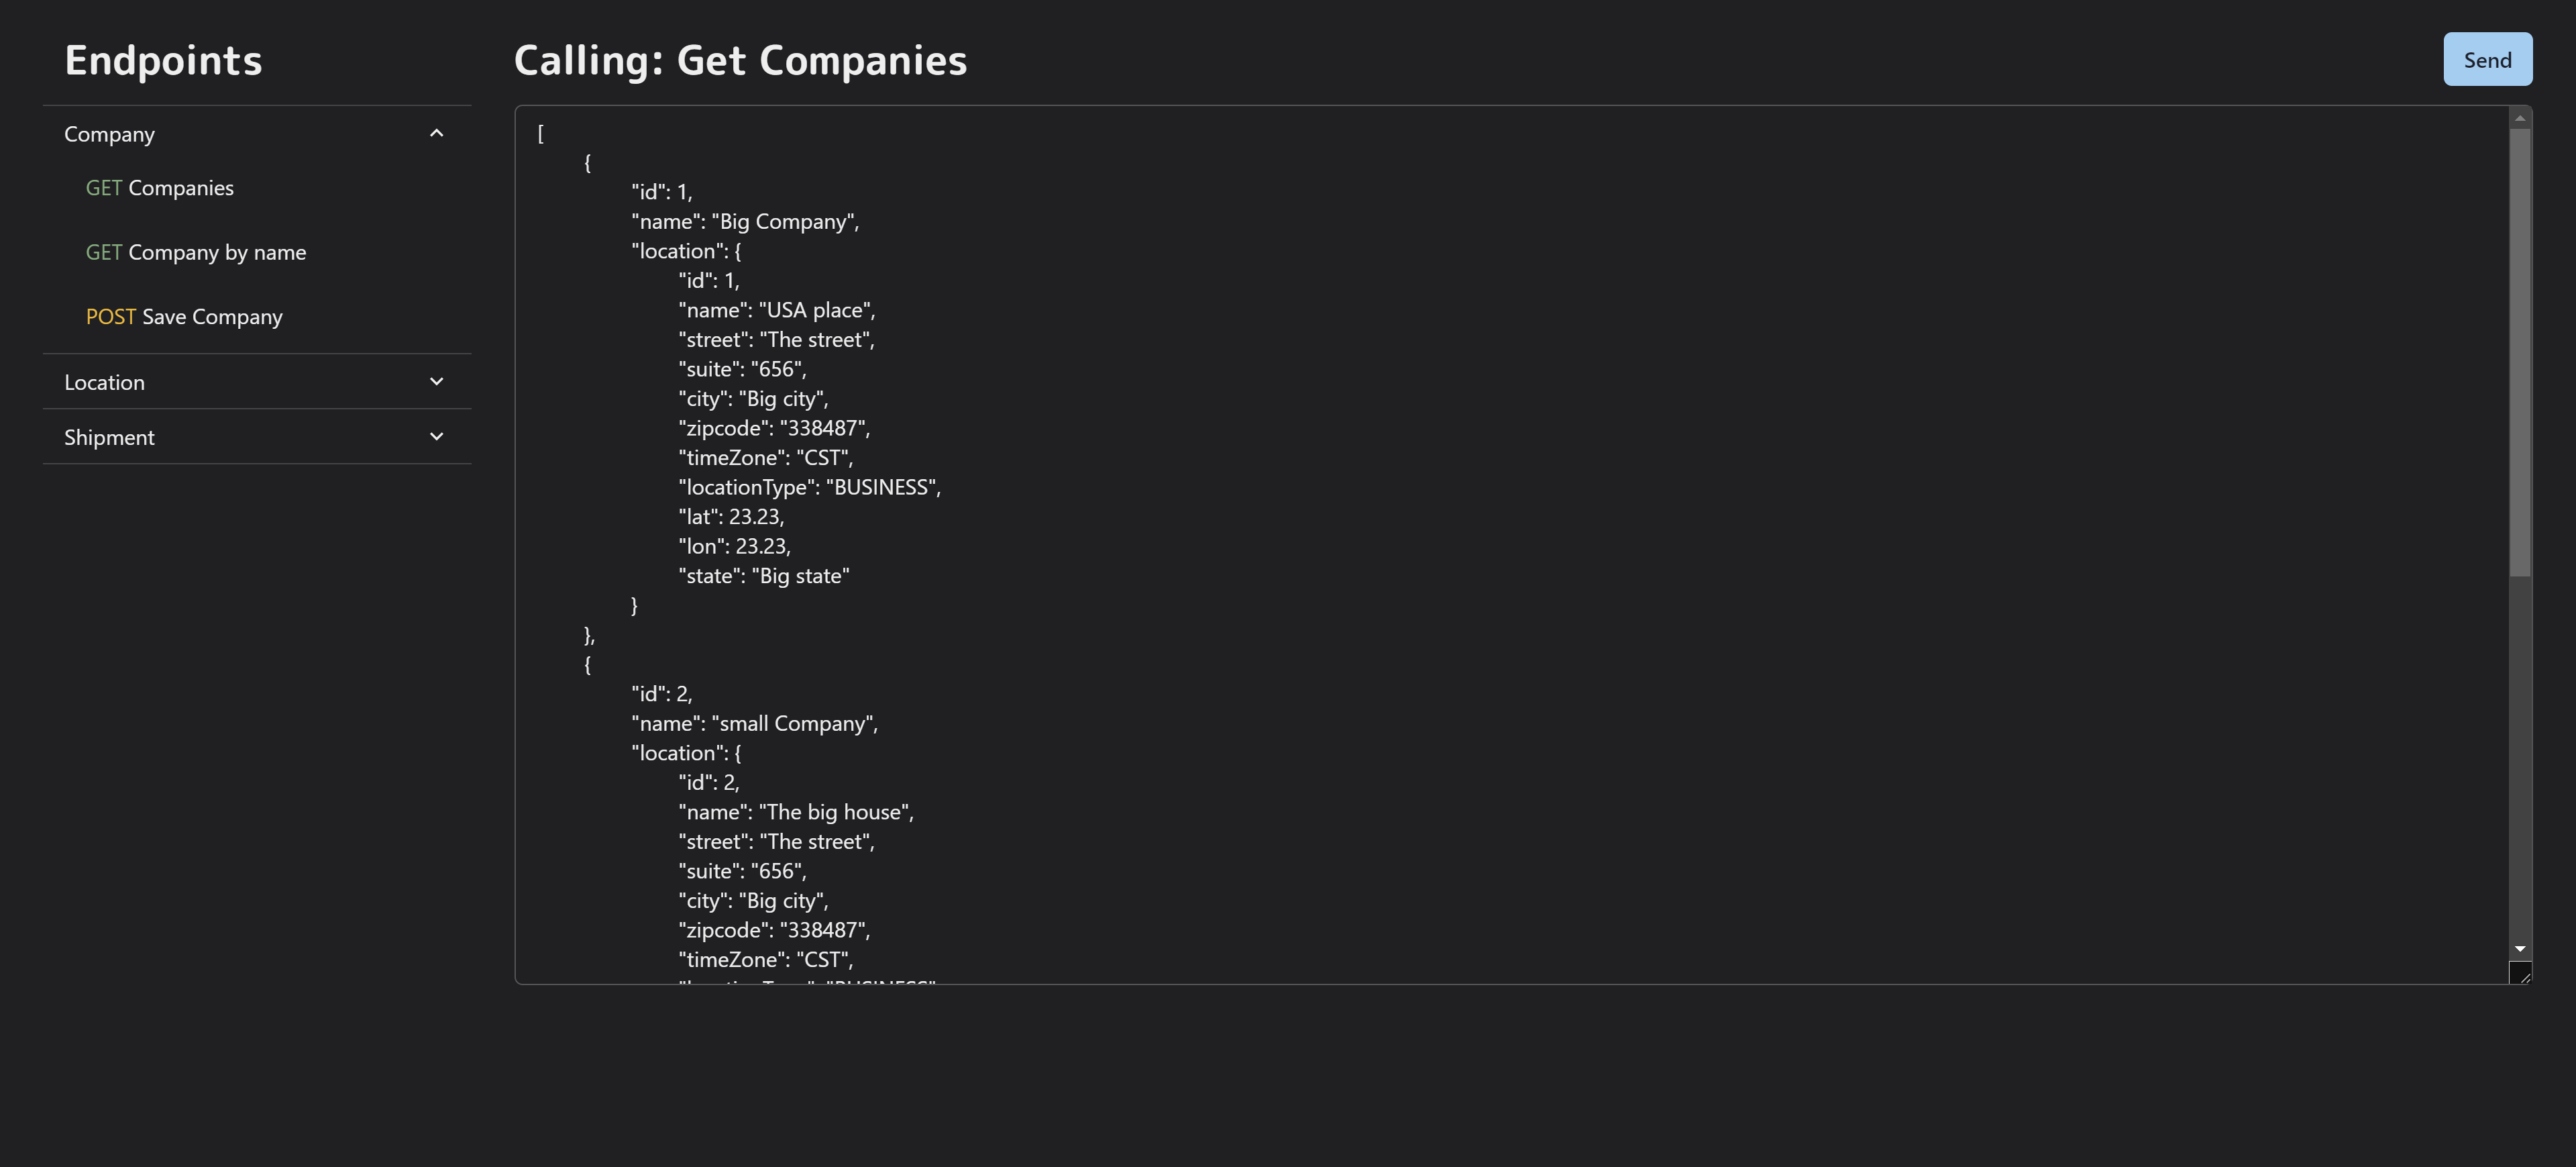 Endpoints
Company
GET Companies
GET Company by name
POST Save Company
Location
Shipment
Calling: Get Companies
Send
[
{
"id": 1,
"name": "Big Company",
"location": {
"id": 1,
"name": "USA place",
"street": "The street",
"suite": "656",
"city": "Big city",
"zipcode": "338487",
"timeZone": "CST",
"locationType": "BUSINESS",
"lat": 23.23,
"lon": 23.23,
"state": "Big state"
}
},
{
"id": 2,
"name": "small Company",
"location": {
"id": 2,
"name": "The big house",
"street": "The street",
"suite": "656",
"city": "Big city",
"zipcode": "338487",
"timeZone": "CST",